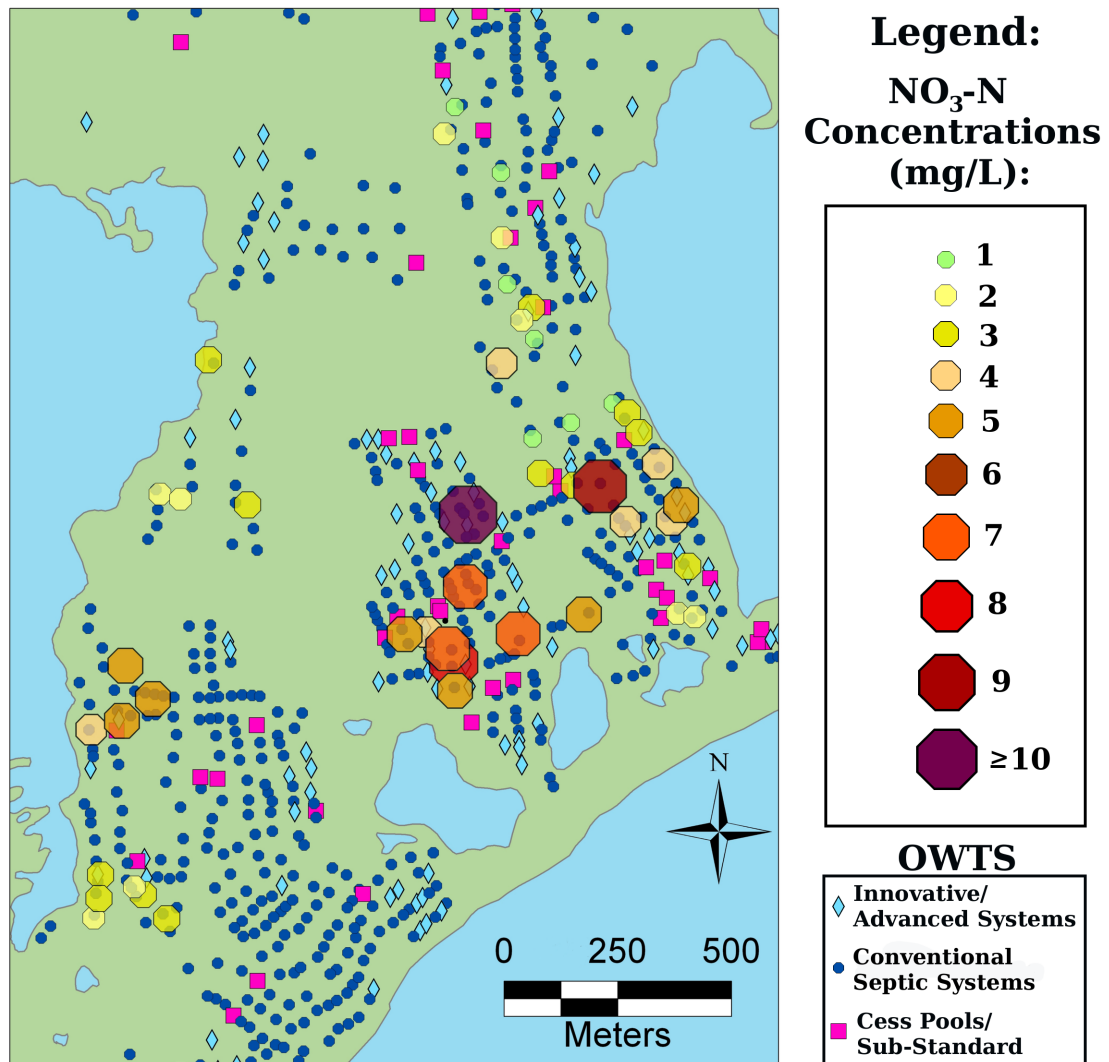 Legend:
NO3-N
Concentrations
(mg/L):
1
2
3
4
5
6
7
8
9
≥10
OWTS
Innovative/
Advanced Systems
Conventional
Septic Systems
Cess Pools/
Sub-Standard
N
0 250 500
Meters